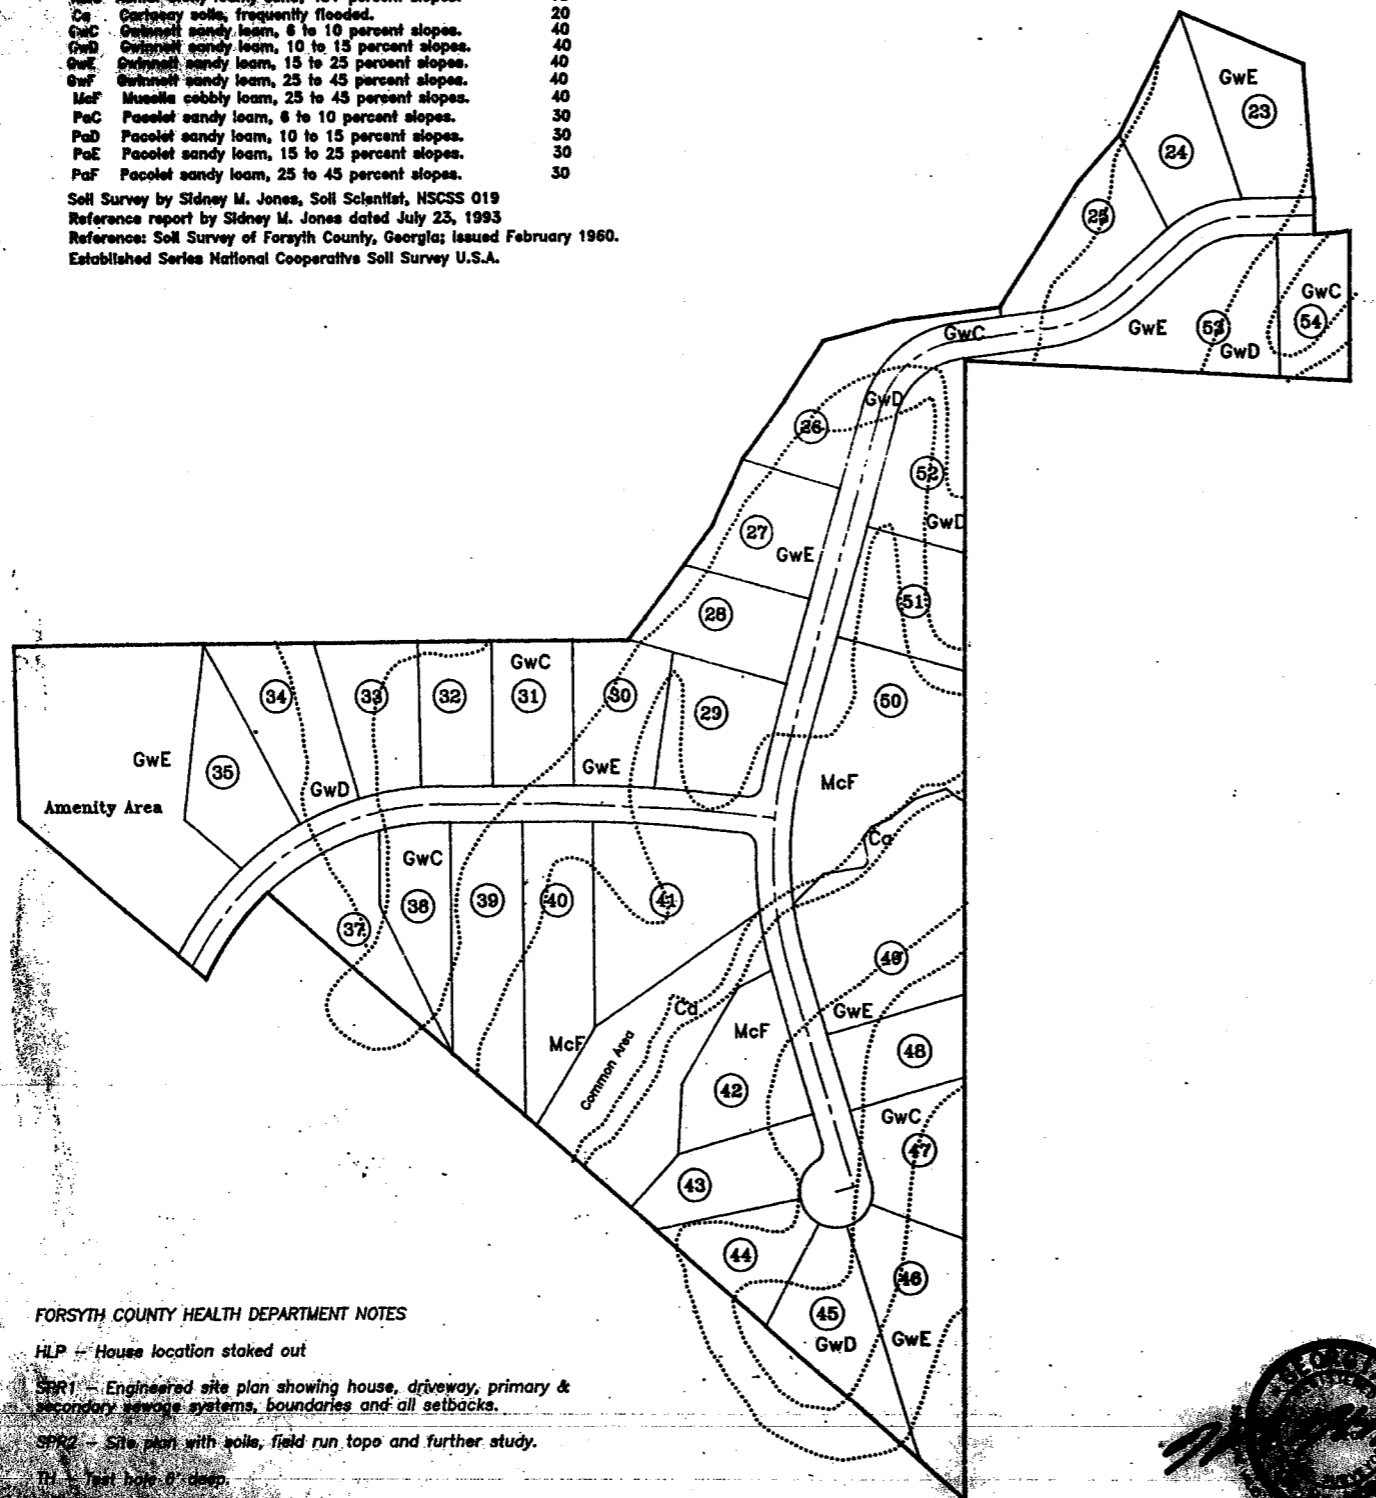 percent slopes.
Ca Cartecay soils, frequently flooded. 20
GwC Gwinnett sandy loam, 6 to 10 percent slopes. 40
GwD Gwinnett sandy loam, 10 to 15 percent slopes. 40
GwE Gwinnett sandy loam, 15 to 25 percent slopes. 40
GwF Gwinnett sandy loam, 25 to 45 percent slopes. 40
McF Musella cobbly loam, 25 to 45 percent slopes. 40
PaC Pacolet sandy loam, 6 to 10 percent slopes. 30
PaD Pacolet sandy loam, 10 to 15 percent slopes. 30
PaE Pacolet sandy loam, 15 to 25 percent slopes. 30
PaF Pacolet sandy loam, 25 to 45 percent slopes. 30
Soil Survey by Sidney M. Jones, Soil Scientist, NSCSS 019
Reference report by Sidney M. Jones dated July 23, 1993
Reference: Soil Survey of Forsyth County, Georgia; issued February 1960.
Established Series National Cooperative Soil Survey U.S.A.
GwE
23
24
25
GwC
54
GwC
GwE
53
GwD
GwD
26
52
GwD
27
GwE
51
28
GwC
34
33
32
31
30
29
50
GwE
35
GwE
GwD
McF
Amenity Area
Ca
GwC
38
39
40
41
37
49
Ca
GwE
McF
McF
48
Common Area
42
GwC
47
43
44
46
45
GwD
GwE
FORSYTH COUNTY HEALTH DEPARTMENT NOTES
HLP - House location staked out
SPR1 - Engineered site plan showing house, driveway, primary &
secondary sewage systems, boundaries and all setbacks.
SPR2 - Site plan with soils, field run topo and further study.
TH - Test hole 6' deep.
GEORGIA